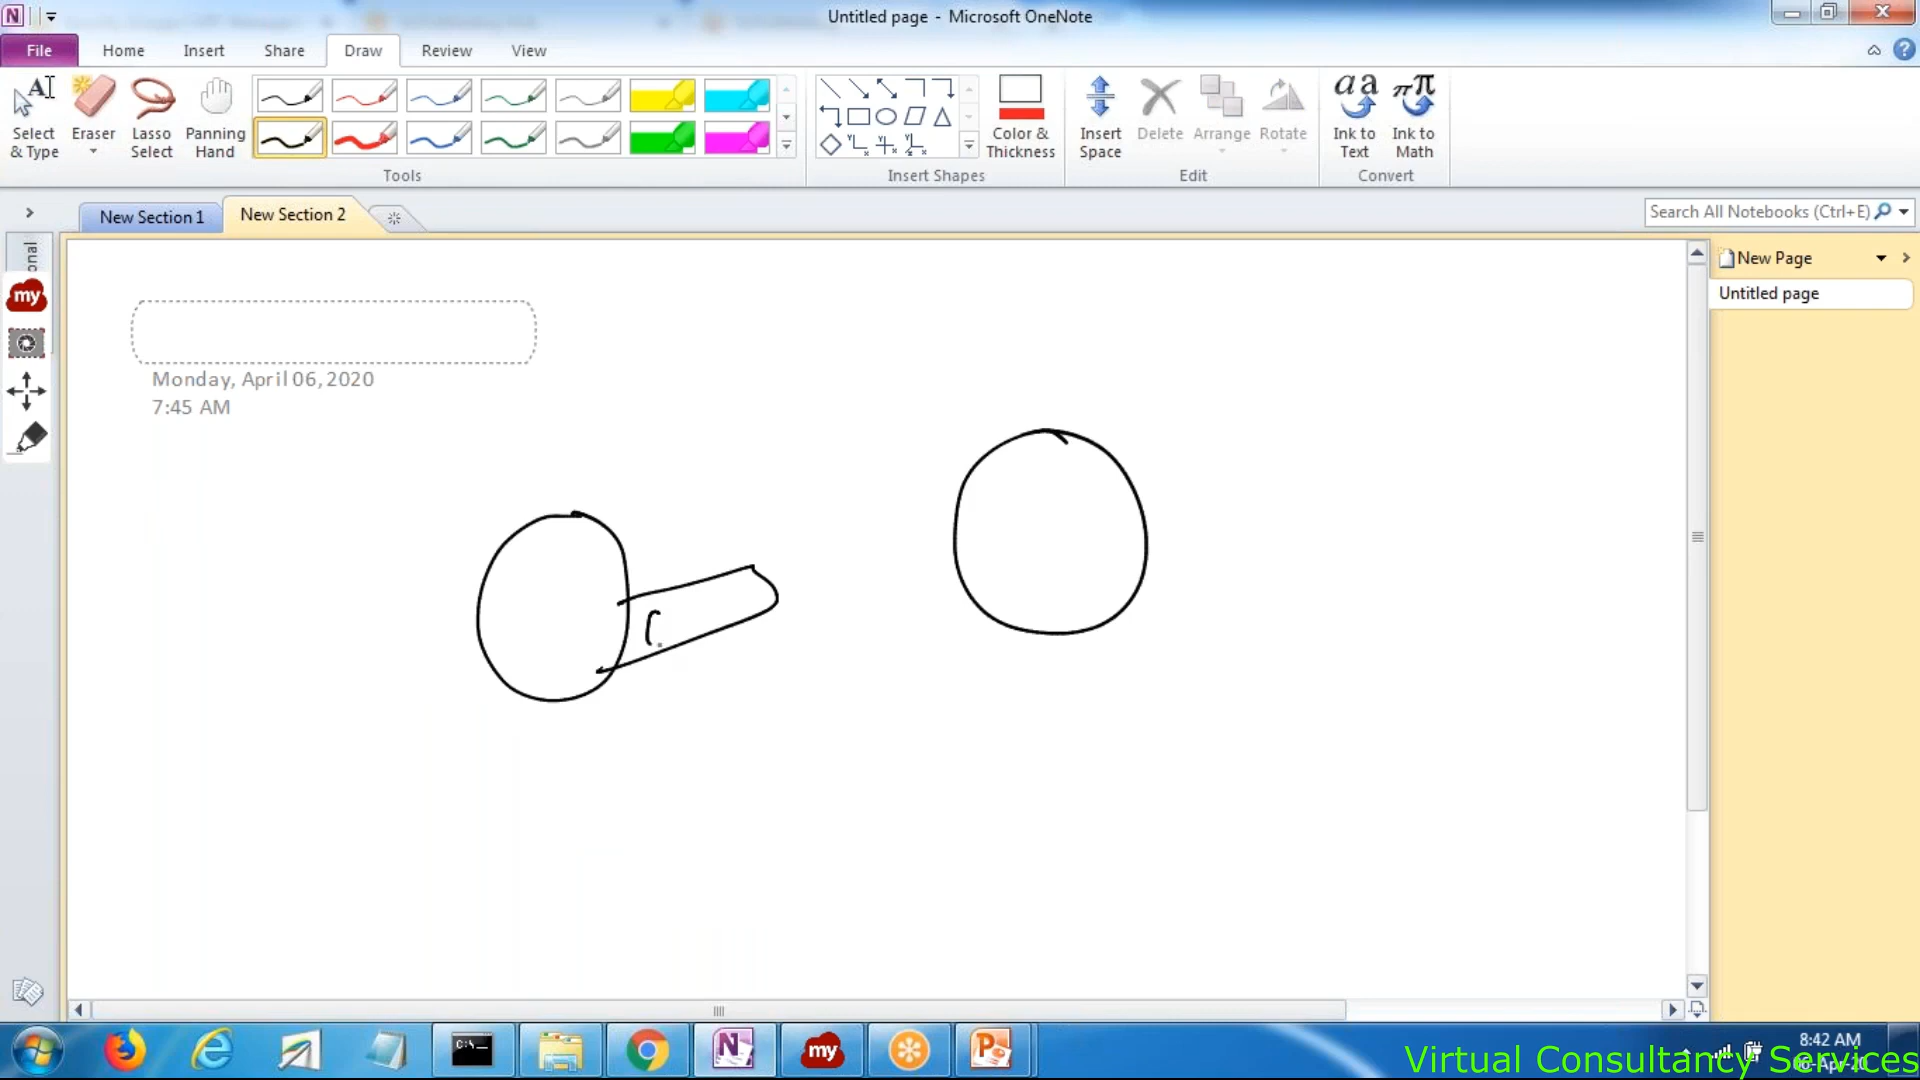 Untitled page - Microsoft OneNote
File Home Insert Share Draw Review View
Select & Type
Eraser
Lasso Select
Panning Hand
Color & Thickness
Insert Space
Delete
Arrange
Rotate
Ink to Text
Ink to Math
Tools
Insert Shapes
Edit
Convert
New Section 1
New Section 2
Search All Notebooks (Ctrl+E)
New Page
Untitled page
my
Monday, April 06, 2020
7:45 AM
my
8:42 AM
Virtual Consultancy Services